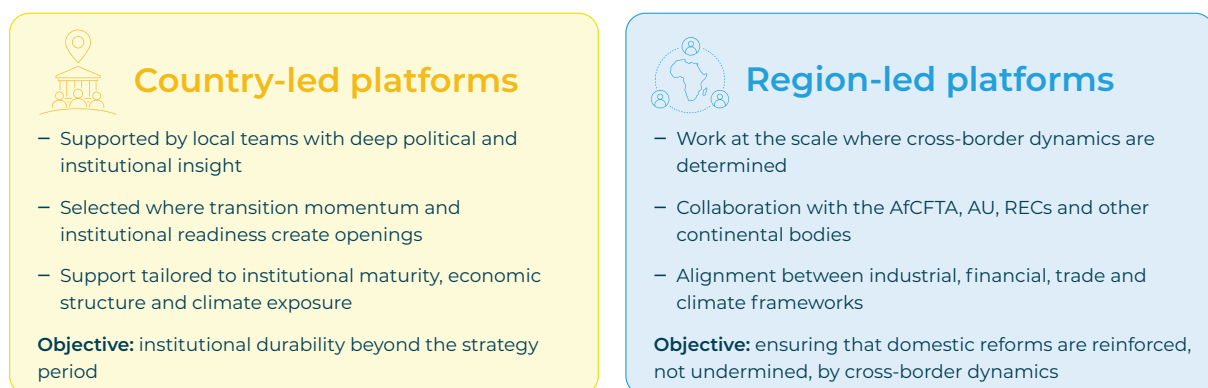 Country-led platforms
– Supported by local teams with deep political and
institutional insight
– Selected where transition momentum and
institutional readiness create openings
– Support tailored to institutional maturity, economic
structure and climate exposure
Objective: institutional durability beyond the strategy
period
Region-led platforms
– Work at the scale where cross-border dynamics are
determined
– Collaboration with the AfCFTA, AU, RECs and other
continental bodies
– Alignment between industrial, financial, trade and
climate frameworks
Objective: ensuring that domestic reforms are reinforced,
not undermined, by cross-border dynamics